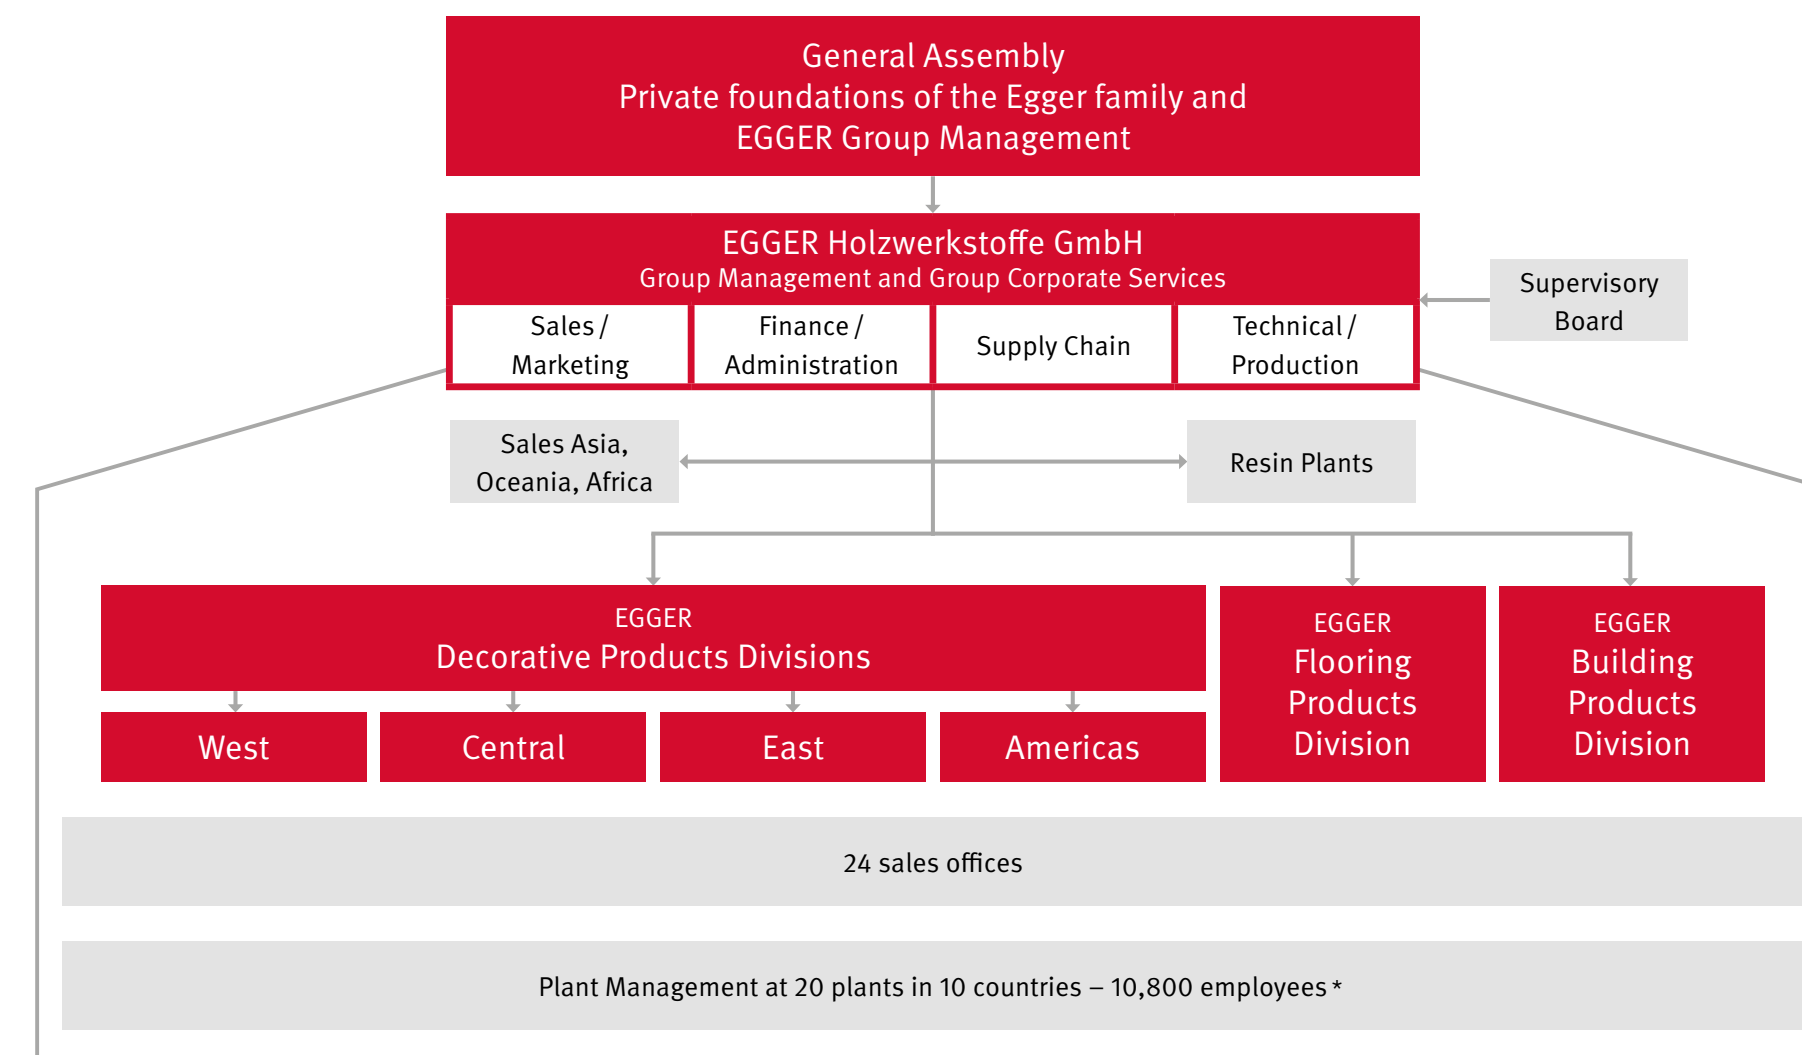 General Assembly
Private foundations of the Egger family and
EGGER Group Management
EGGER Holzwerkstoffe GmbH
Group Management and Group Corporate Services
Sales /
Marketing
Finance /
Administration
Supply Chain
Technical /
Production
Supervisory
Board
Sales Asia,
Oceania, Africa
Resin Plants
EGGER
Decorative Products Divisions
West
Central
East
Americas
EGGER
Flooring
Products
Division
EGGER
Building
Products
Division
24 sales offices
Plant Management at 20 plants in 10 countries – 10,800 employees *